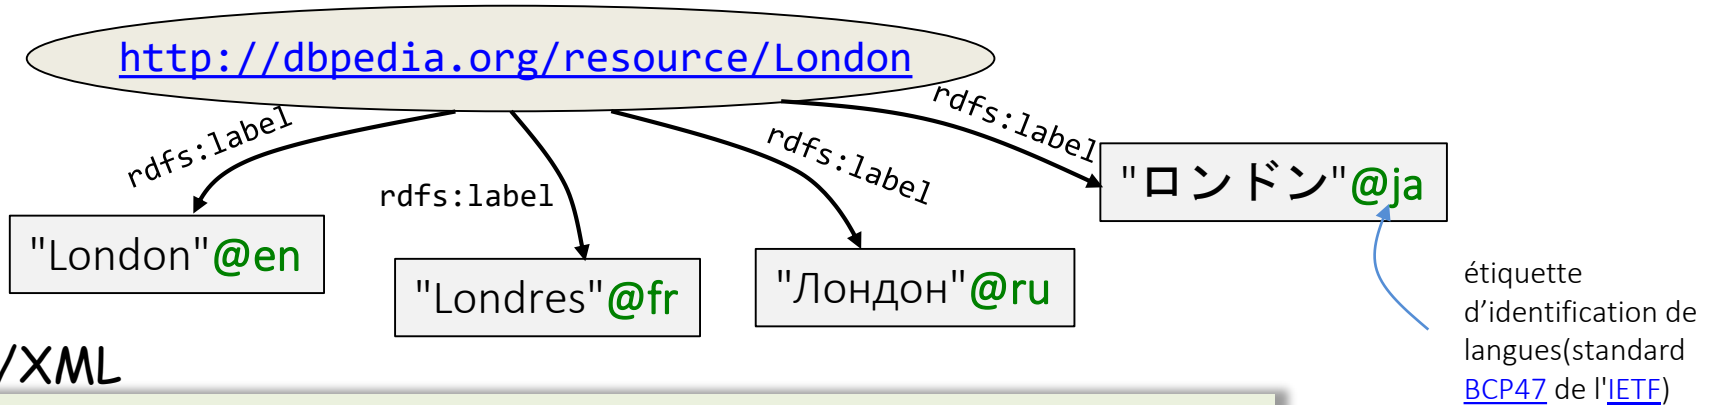 http://dbpedia.org/resource/London
rdfs:label
rdfs:label
rdfs:label
rdfs:label
"London"@en
"Londres"@fr
"Лондон"@ru
"ロンドン"@ja
étiquette
d’identification de
langues(standard
BCP47 de l'IETF)
/XML